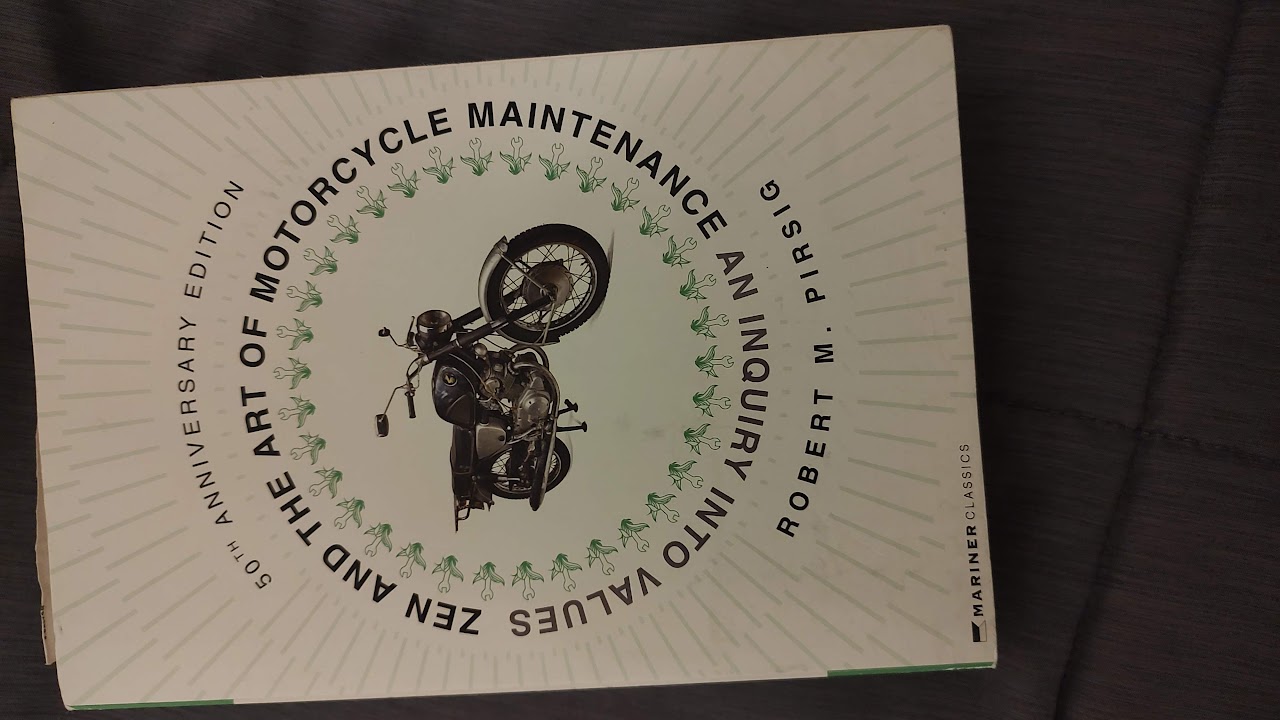 50TH ANNIVERSARY EDITION
ZEN AND THE ART OF MOTORCYCLE MAINTENANCE
AN INQUIRY INTO VALUES
ROBERT M. PIRSIG
MARINER CLASSICS